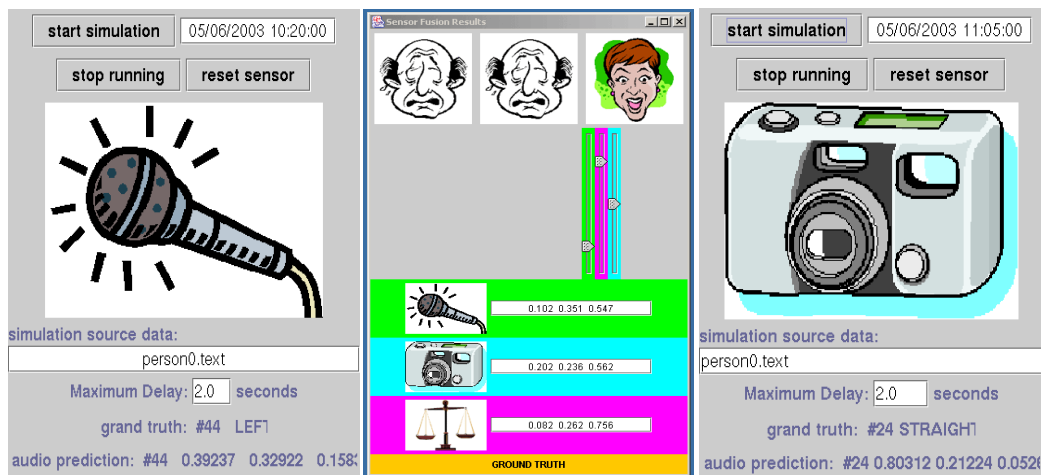 start simulation 05/06/2003 10:20:00
stop running reset sensor
simulation source data:
person0.text
Maximum Delay: 2.0 seconds
grand truth: #44 LEFT
audio prediction: #44 0.39237 0.32922 0.158
Sensor Fusion Results
0.102 0.351 0.547
0.202 0.236 0.562
0.082 0.262 0.756
GROUND TRUTH
start simulation 05/06/2003 11:05:00
stop running reset sensor
simulation source data:
person0.text
Maximum Delay: 2.0 seconds
grand truth: #24 STRAIGHT
audio prediction: #24 0.80312 0.21224 0.0526